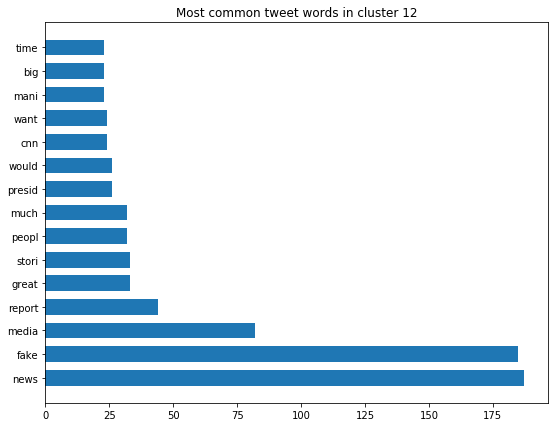 Most common tweet words in cluster 12
time
big
mani
want
cnn
would
presid
much
peopl
stori
great
report
media
fake
news
0 25 50 75 100 125 150 175